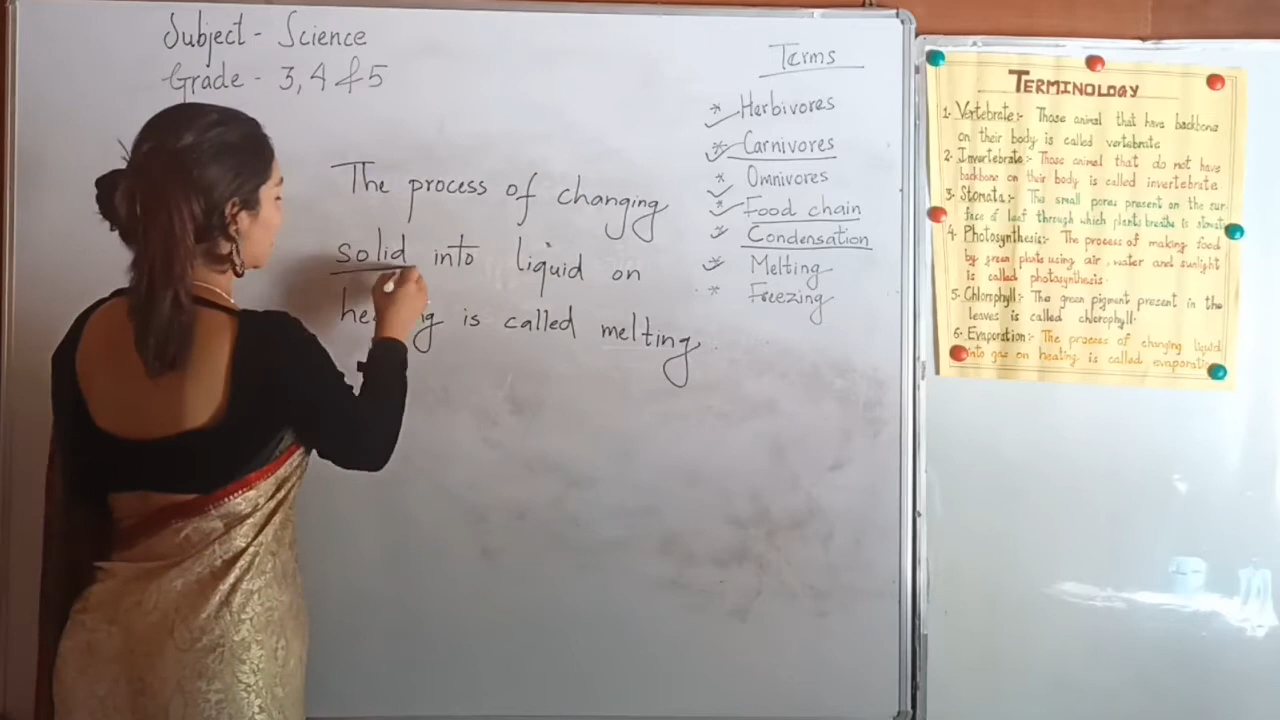 Subject - Science
Grade - 3, 4 & 5
The process of changing
solid into liquid on
is called melting
Terms
* Herbivores
* Carnivores
* Omnivores
* Food chain
* Condensation
* Melting
* Freezing
TERMINOLOGY
1. Vertebrate:- Those animal that have backbone
on their body is called vertebrate
2. Invertebrate:- Those animal that do not have
backbone on their body is called invertebrate
3. Stomata:- The small pores present on the sur-
face of leaf through which plants breathe is stomata
4. Photosynthesis:- The process of making food
by green plants using air, water and sunlight
is called photosynthesis.
5. Chlorophyll:- The green pigment present in the
leaves is called chlorophyll.
6. Evaporation:- The process of changing liquid
into gas on heating is called